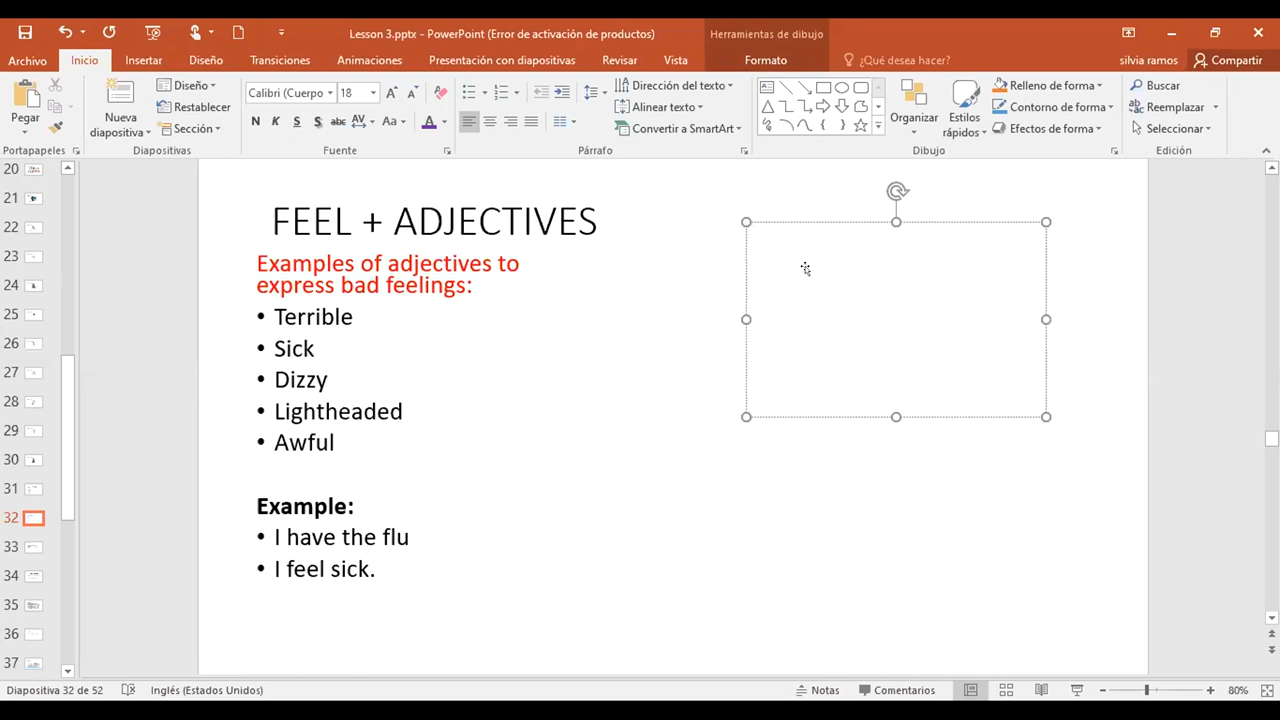 Lesson 3.pptx - PowerPoint (Error de activación de productos)
Herramientas de dibujo
Archivo Inicio Insertar Diseño Transiciones Animaciones Presentación con diapositivas Revisar Vista Formato ¿Qué desea hacer? silvia ramos Compartir
Pegar
Nueva diapositiva
Diseño
Restablecer
Sección
Calibri (Cuerpo 18
N K S S abc AV Aa A
Dirección del texto
Alinear texto
Convertir a SmartArt
Organizar
Estilos rápidos
Relleno de forma
Contorno de forma
Efectos de forma
Buscar
Reemplazar
Seleccionar
Portapapeles Diapositivas Fuente Párrafo Dibujo Edición
20
21
22
23
24
25
26
27
28
29
30
31
32
33
34
35
36
37
FEEL + ADJECTIVES
Examples of adjectives to
express bad feelings:
• Terrible
• Sick
• Dizzy
• Lightheaded
• Awful
Example:
• I have the flu
• I feel sick.
Diapositiva 32 de 52 Inglés (Estados Unidos) Notas Comentarios 80%